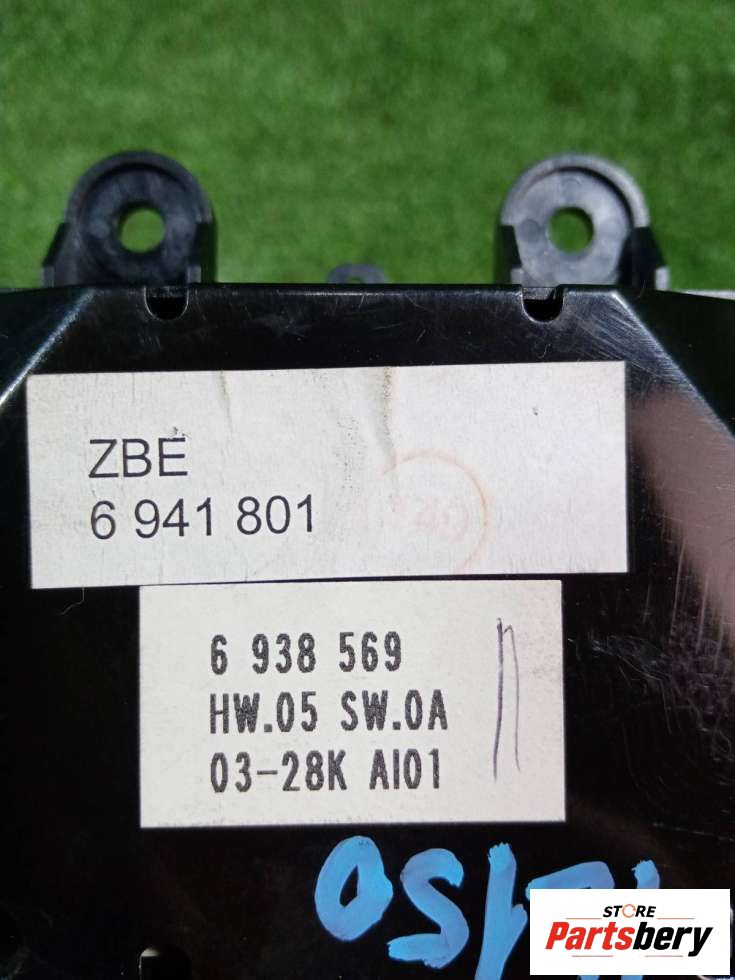 ZBE
6 941 801
6 938 569
HW.05 SW.0A
03-28K AI01
STORE
Partsbery